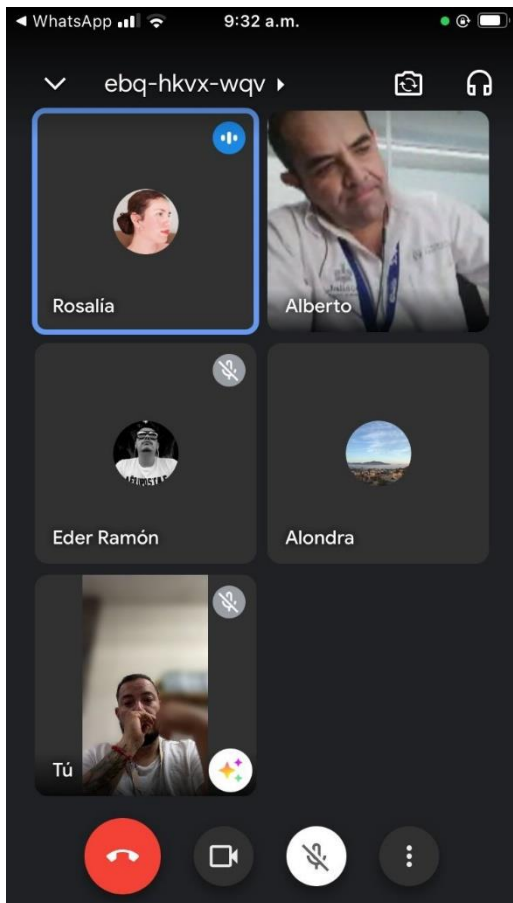 ◀ WhatsApp 9:32 a.m.
ebq-hkvx-wqv
Rosalía
Alberto
Eder Ramón
Alondra
Tú